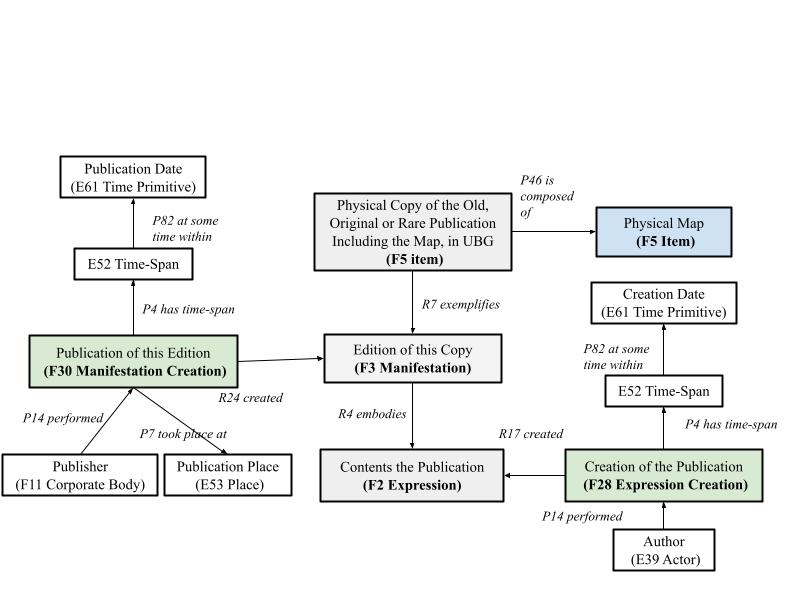 Publication Date
(E61 Time Primitive)
P82 at some
time within
E52 Time-Span
P4 has time-span
Publication of this Edition
(F30 Manifestation Creation)
R24 created
P14 performed
P7 took place at
Publisher
(F11 Corporate Body)
Publication Place
(E53 Place)
Physical Copy of the Old,
Original or Rare Publication
Including the Map, in UBG
(F5 item)
P46 is
composed
of
Physical Map
(F5 Item)
R7 exemplifies
Edition of this Copy
(F3 Manifestation)
R4 embodies
Contents the Publication
(F2 Expression)
R17 created
Creation Date
(E61 Time Primitive)
P82 at some
time within
E52 Time-Span
P4 has time-span
Creation of the Publication
(F28 Expression Creation)
P14 performed
Author
(E39 Actor)